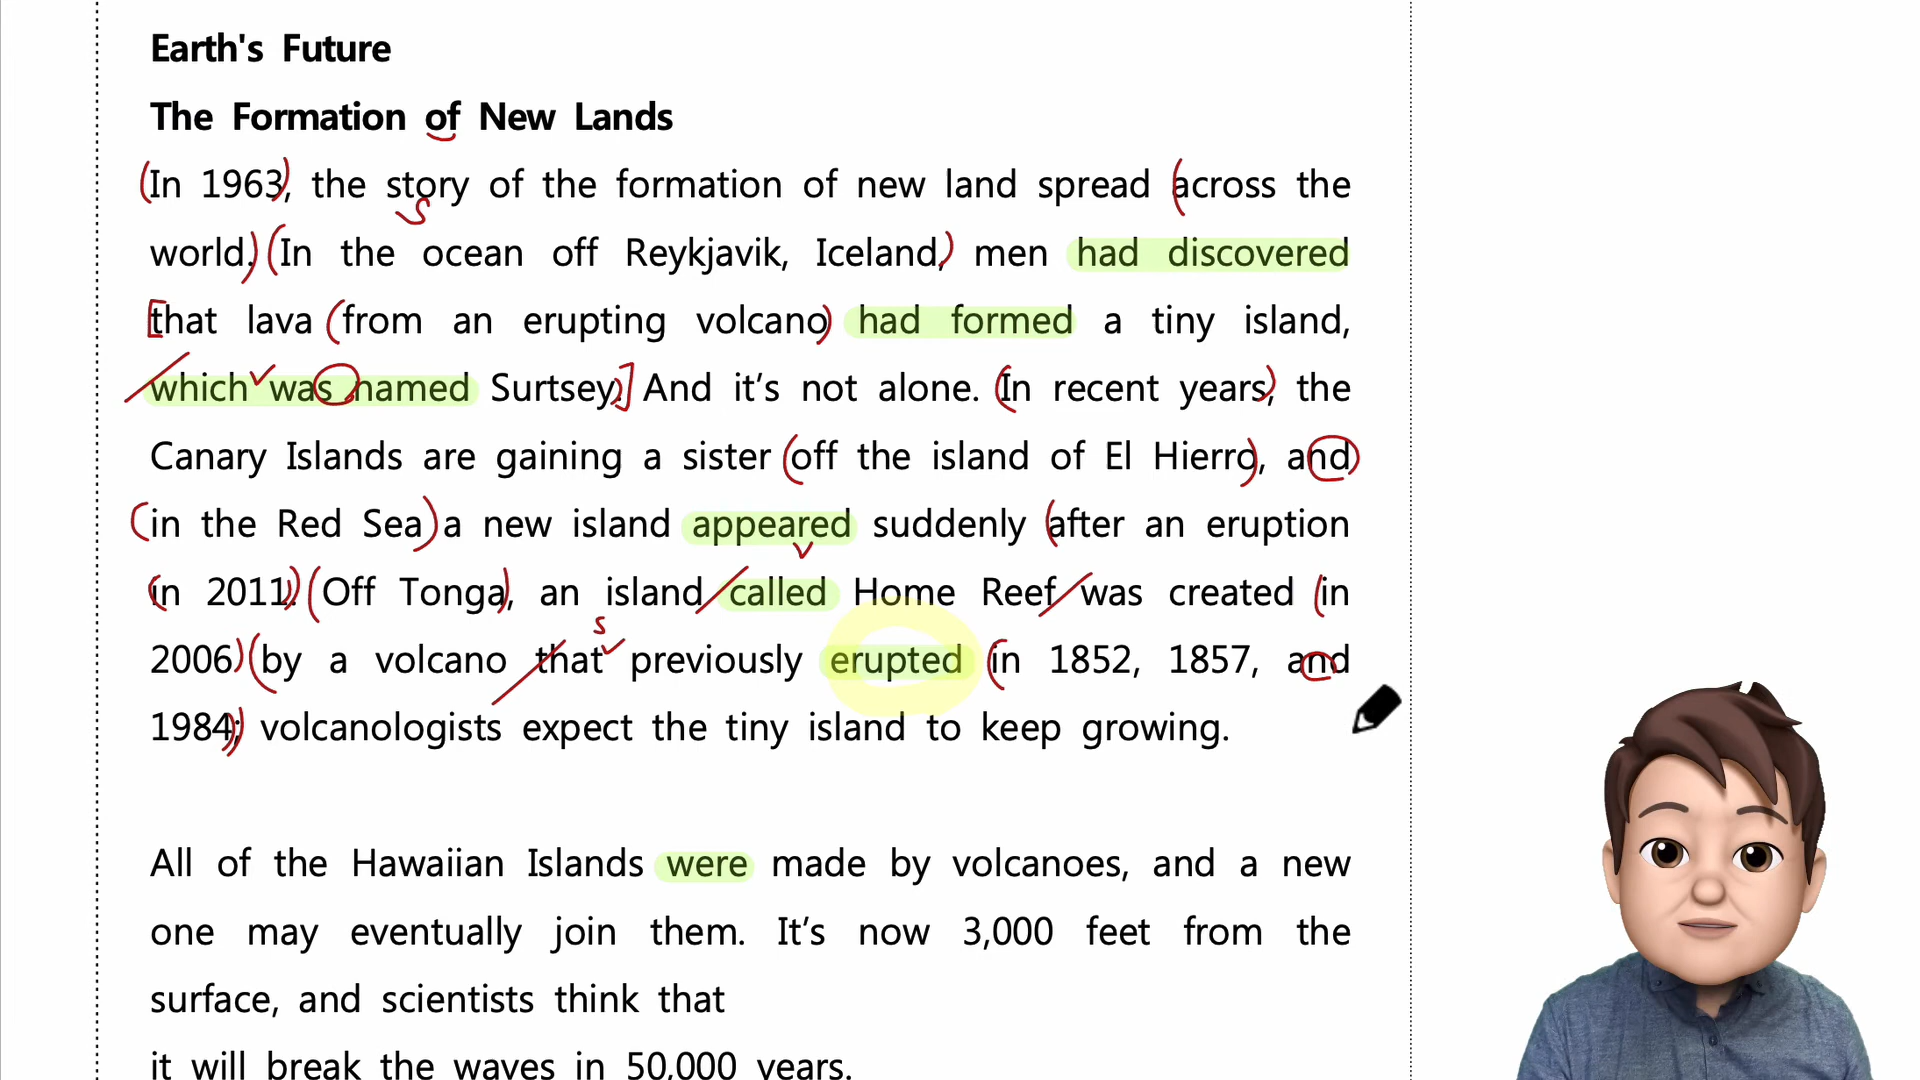 Earth's Future
The Formation of New Lands
In 1963, the story of the formation of new land spread across the
s
world. In the ocean off Reykjavik, Iceland, men had discovered
that lava from an erupting volcano had formed a tiny island,
which was named Surtsey. And it's not alone. In recent years, the
Canary Islands are gaining a sister off the island of El Hierro, and
in the Red Sea a new island appeared suddenly after an eruption
v
in 2011. Off Tonga, an island called Home Reef was created in
s
2006 by a volcano that previously erupted in 1852, 1857, and
1984; volcanologists expect the tiny island to keep growing.
All of the Hawaiian Islands were made by volcanoes, and a new
one may eventually join them. It's now 3,000 feet from the
surface, and scientists think that
it will break the waves in 50,000 years.